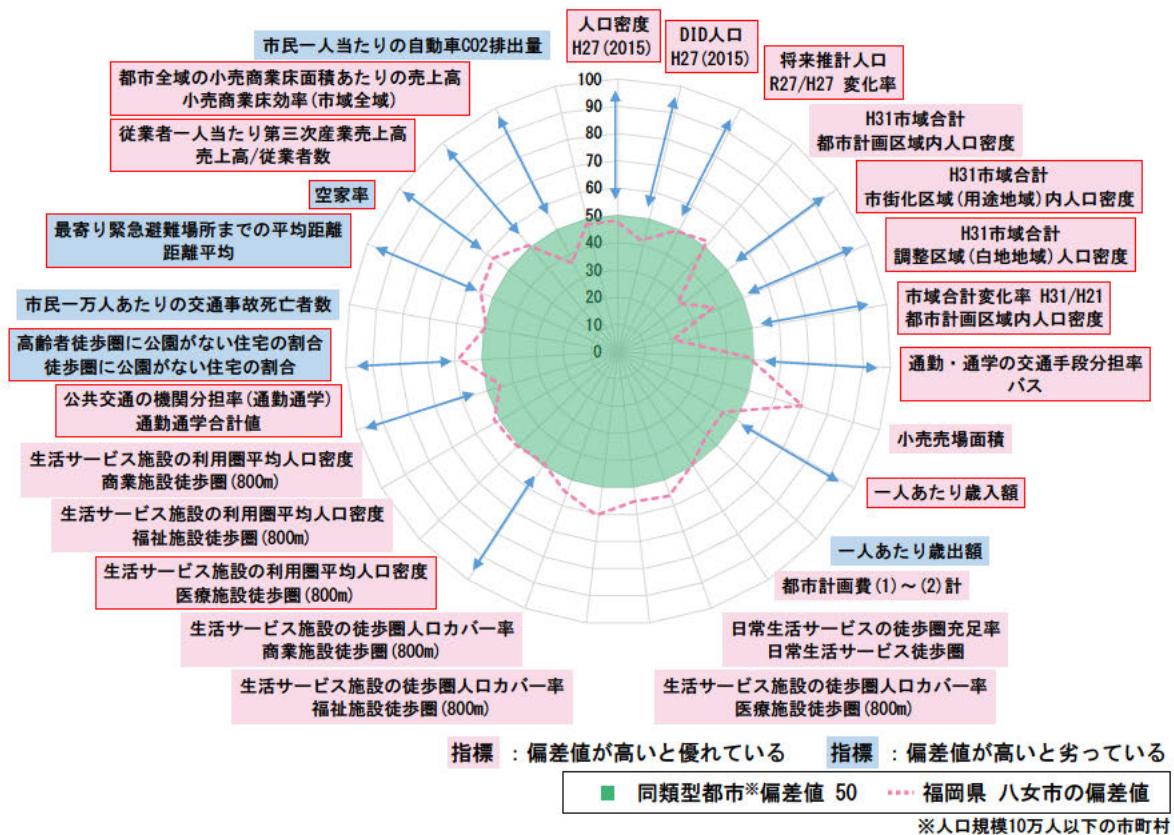 人口密度
H27(2015)
DID人口
H27(2015)
将来推計人口
R27/H27 変化率
H31市域合計
都市計画区域内人口密度
H31市域合計
市街化区域(用途地域)内人口密度
H31市域合計
調整区域(白地地域)人口密度
市域合計変化率 H31/H21
都市計画区域内人口密度
通勤・通学の交通手段分担率
バス
小売売場面積
一人あたり歳入額
一人あたり歳出額
都市計画費(1)～(2)計
日常生活サービスの徒歩圏充足率
日常生活サービス徒歩圏
生活サービス施設の徒歩圏人口カバー率
医療施設徒歩圏(800m)
生活サービス施設の徒歩圏人口カバー率
福祉施設徒歩圏(800m)
生活サービス施設の徒歩圏人口カバー率
商業施設徒歩圏(800m)
生活サービス施設の利用圏平均人口密度
医療施設徒歩圏(800m)
生活サービス施設の利用圏平均人口密度
福祉施設徒歩圏(800m)
生活サービス施設の利用圏平均人口密度
商業施設徒歩圏(800m)
公共交通の機関分担率(通勤通学)
通勤通学合計値
高齢者徒歩圏に公園がない住宅の割合
徒歩圏に公園がない住宅の割合
市民一万人あたりの交通事故死亡者数
最寄り緊急避難場所までの平均距離
距離平均
空家率
従業者一人当たり第三次産業売上高
売上高/従業者数
都市全域の小売商業床面積あたりの売上高
小売商業床効率(市域全域)
市民一人当たりの自動車CO2排出量
100
90
80
70
60
50
40
30
20
10
0
指標 ：偏差値が高いと優れている 指標 ：偏差値が高いと劣っている
同類型都市※偏差値 50 福岡県 八女市の偏差値
※人口規模10万人以下の市町村